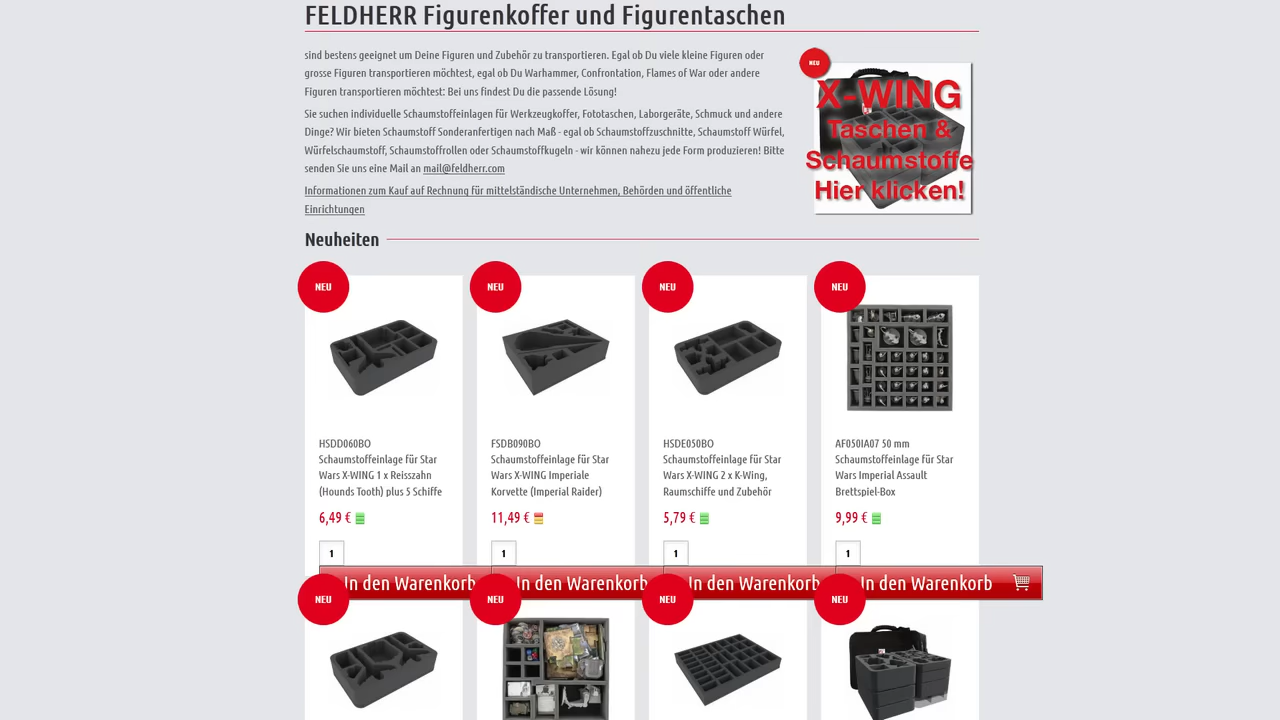 FELDHERR Figurenkoffer und Figurentaschen
sind bestens geeignet um Deine Figuren und Zubehör zu transportieren. Egal ob Du viele kleine Figuren oder
grosse Figuren transportieren möchtest, egal ob Du Warhammer, Confrontation, Flames of War oder andere
Figuren transportieren möchtest: Bei uns findest Du die passende Lösung!
Sie suchen individuelle Schaumstoffeinlagen für Werkzeugkoffer, Fototaschen, Laborgeräte, Schmuck und andere
Dinge? Wir bieten Schaumstoff Sonderanfertigen nach Maß - egal ob Schaumstoffzuschnitte, Schaumstoff Würfel,
Würfelschaumstoff, Schaumstoffrollen oder Schaumstoffkugeln - wir können nahezu jede Form produzieren! Bitte
senden Sie uns eine Mail an mail@feldherr.com
Informationen zum Kauf auf Rechnung für mittelständische Unternehmen, Behörden und öffentliche
Einrichtungen
NEU
X-WING
Taschen &
Schaumstoffe
Hier klicken!
Neuheiten
NEU
HSDD060BO
Schaumstoffeinlage für Star
Wars X-WING 1 x Reisszahn
(Hounds Tooth) plus 5 Schiffe
6,49 €
1
In den Warenkorb
NEU
FSDB090BO
Schaumstoffeinlage für Star
Wars X-WING Imperiale
Korvette (Imperial Raider)
11,49 €
1
In den Warenkorb
NEU
HSDE050BO
Schaumstoffeinlage für Star
Wars X-WING 2 x K-Wing,
Raumschiffe und Zubehör
5,79 €
1
In den Warenkorb
NEU
AF050IA07 50 mm
Schaumstoffeinlage für Star
Wars Imperial Assault
Brettspiel-Box
9,99 €
1
In den Warenkorb
NEU
NEU
NEU
NEU